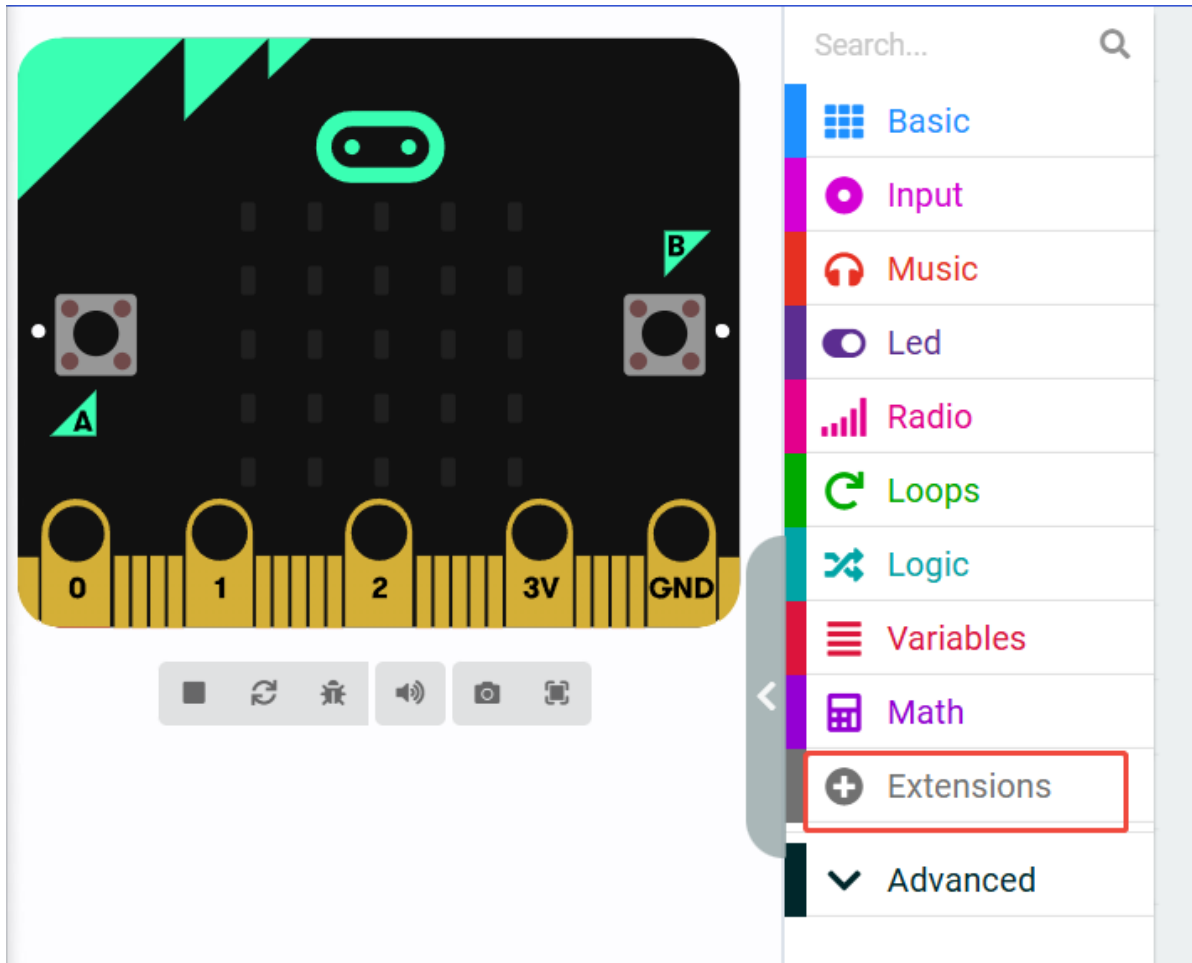 B
A
0 1 2 3V GND
Search...
Basic
Input
Music
Led
Radio
Loops
Logic
Variables
Math
Extensions
Advanced